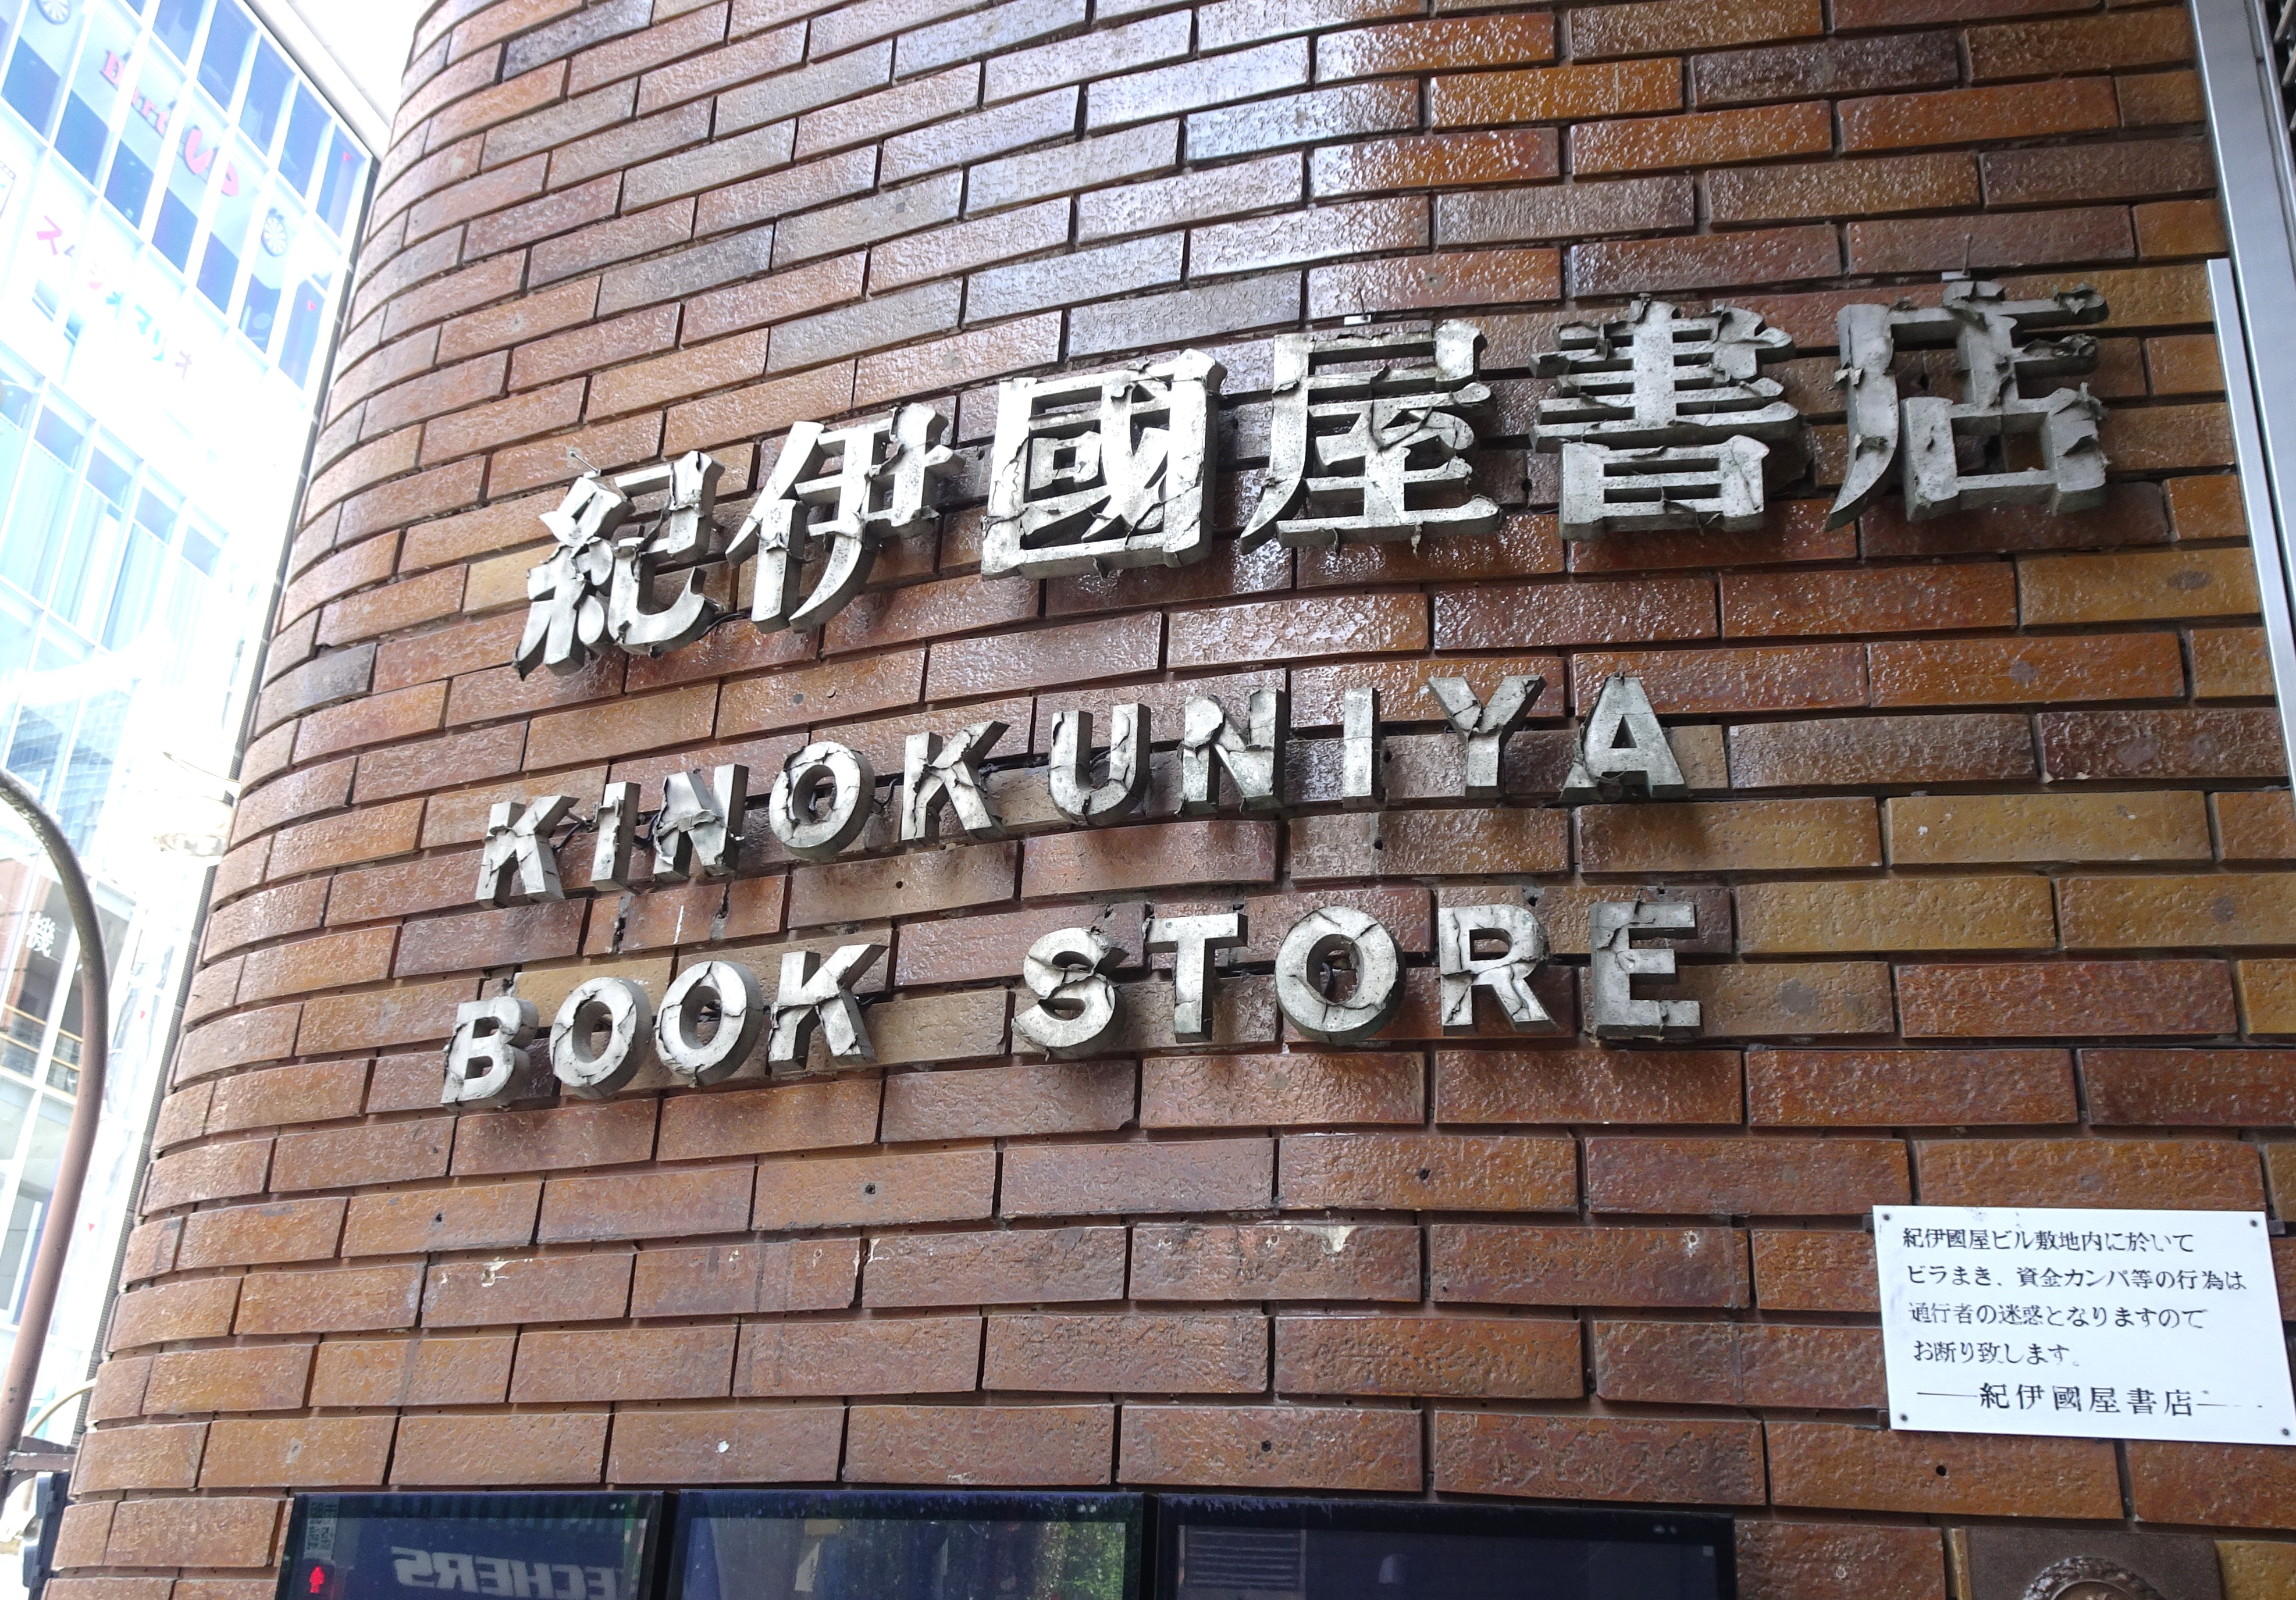 紀伊國屋書店
KINOKUNIYA
BOOK STORE
紀伊國屋ビル敷地内に於いて
ビラまき、資金カンパ等の行為は
通行者の迷惑となりますので
お断り致します。
紀伊國屋書店
機